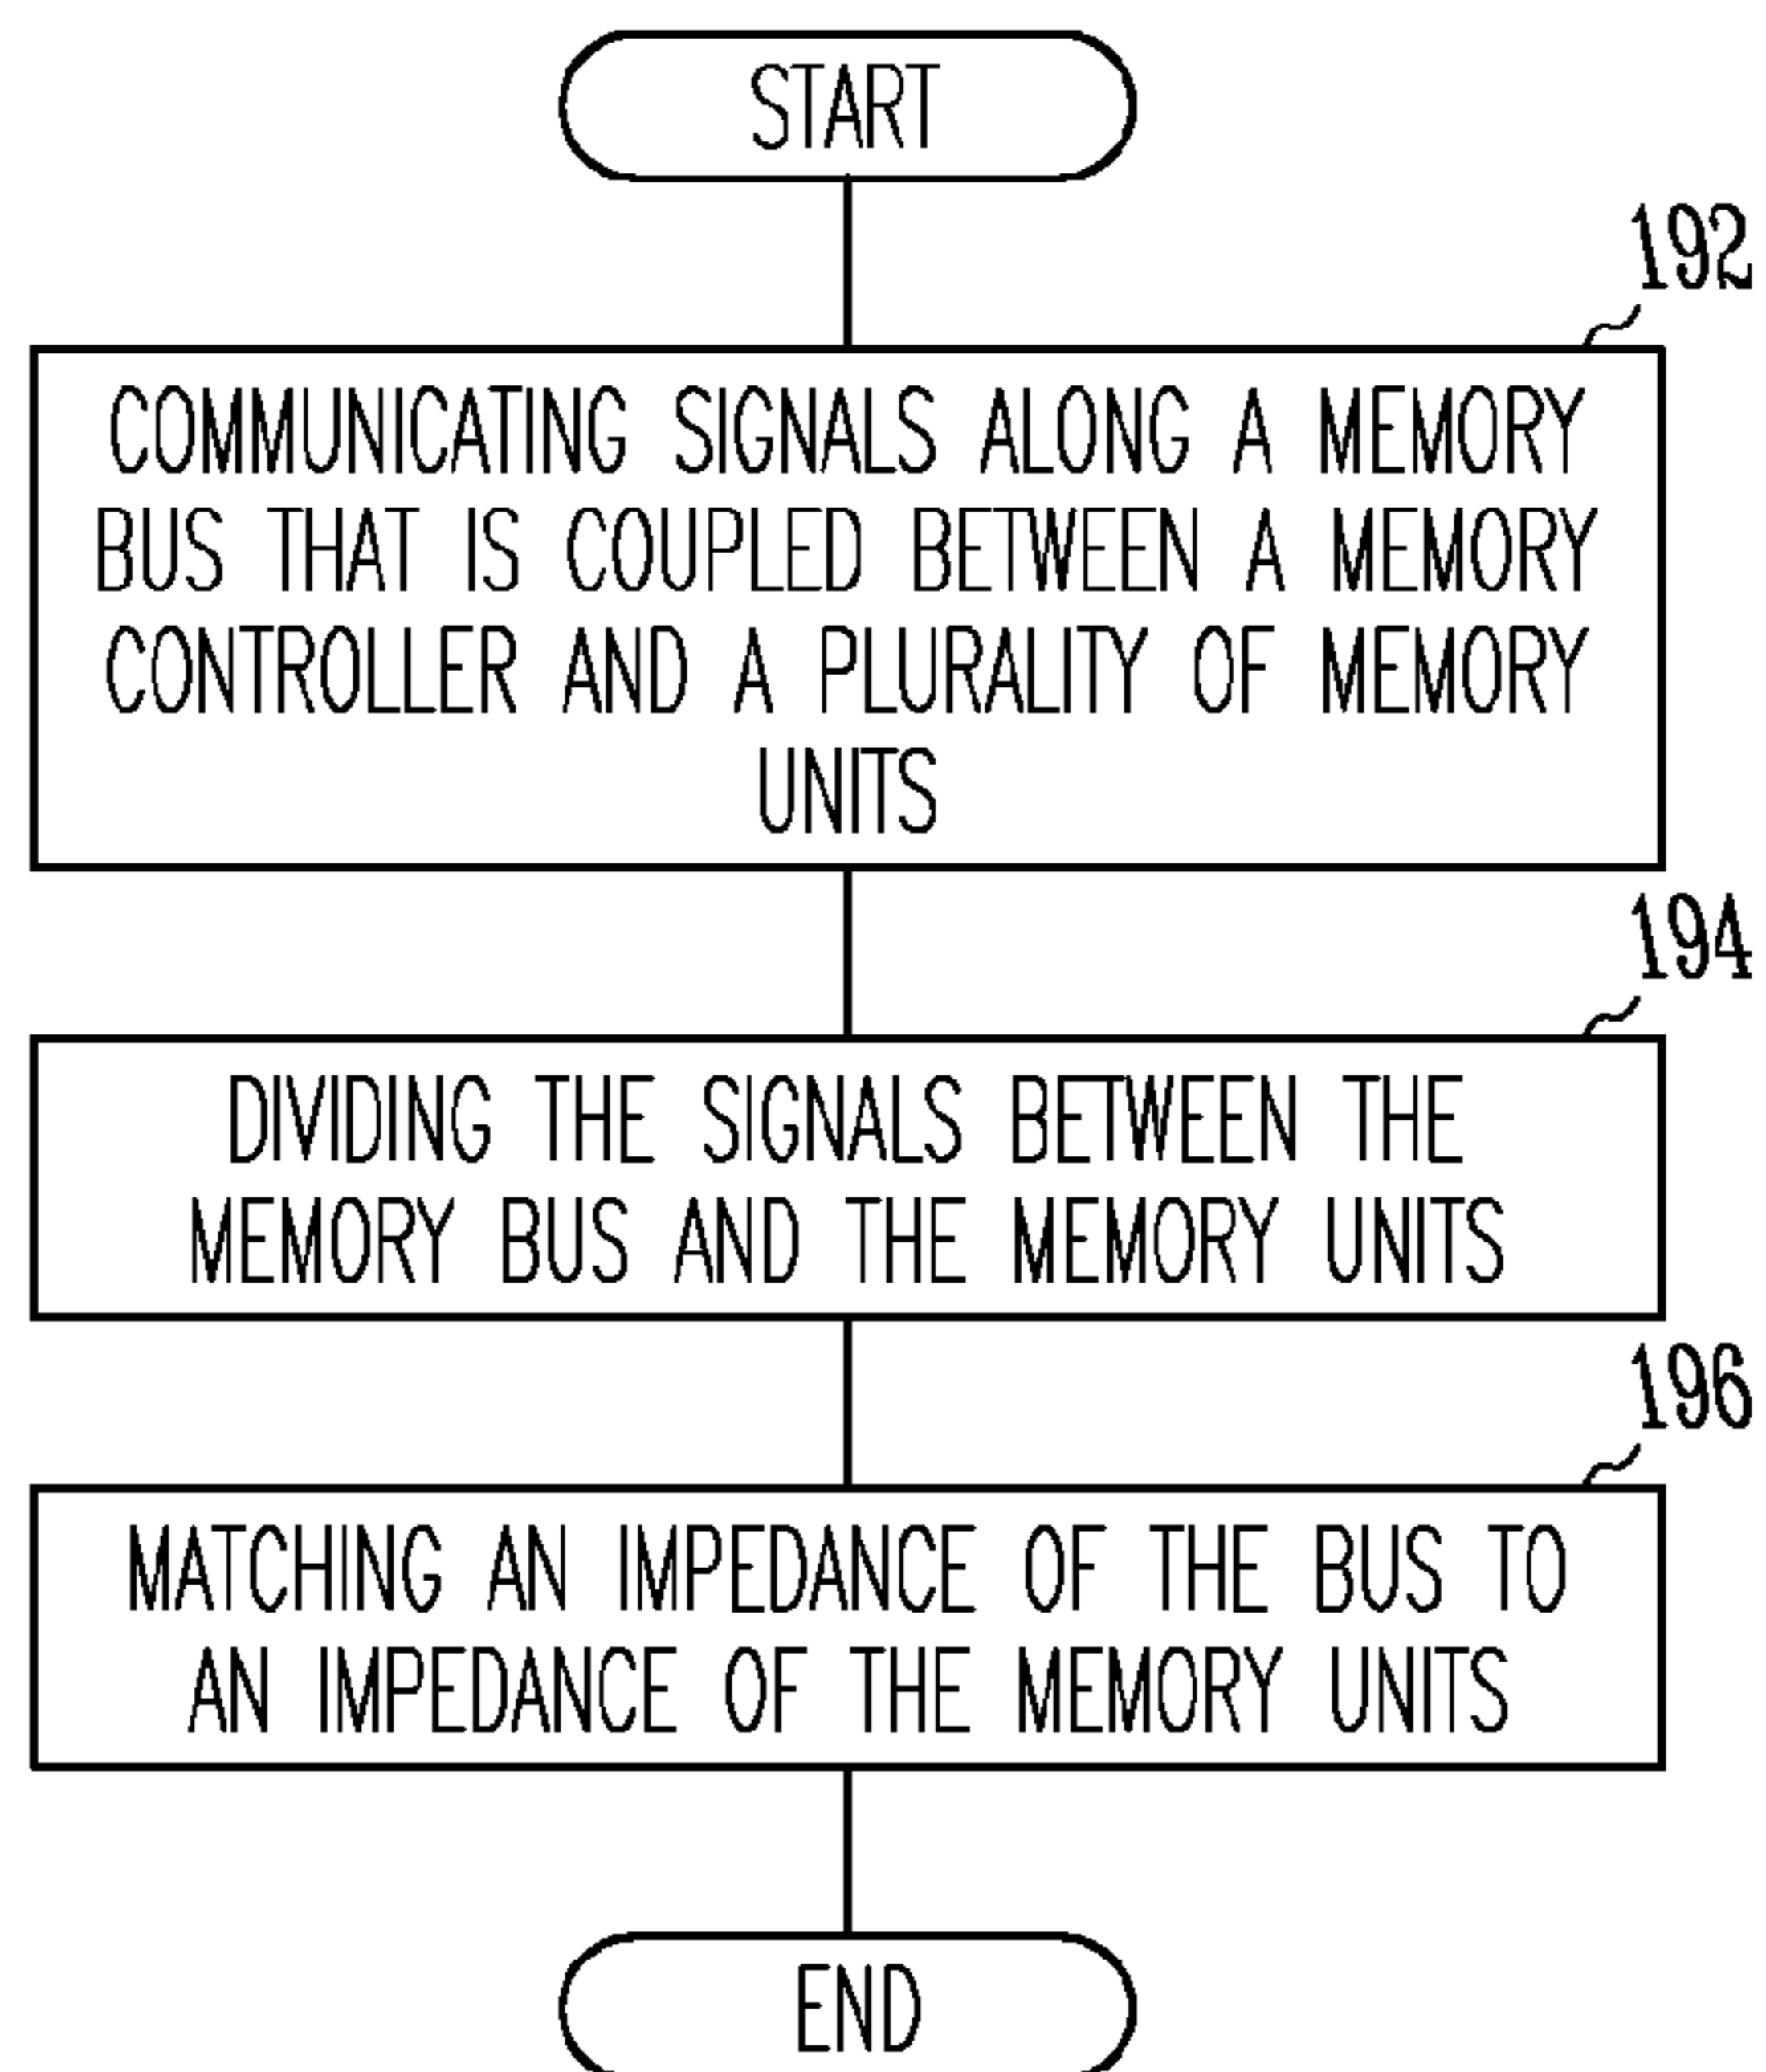 START
192
COMMUNICATING SIGNALS ALONG A MEMORY
BUS THAT IS COUPLED BETWEEN A MEMORY
CONTROLLER AND A PLURALITY OF MEMORY
UNITS
194
DIVIDING THE SIGNALS BETWEEN THE
MEMORY BUS AND THE MEMORY UNITS
196
MATCHING AN IMPEDANCE OF THE BUS TO
AN IMPEDANCE OF THE MEMORY UNITS
END